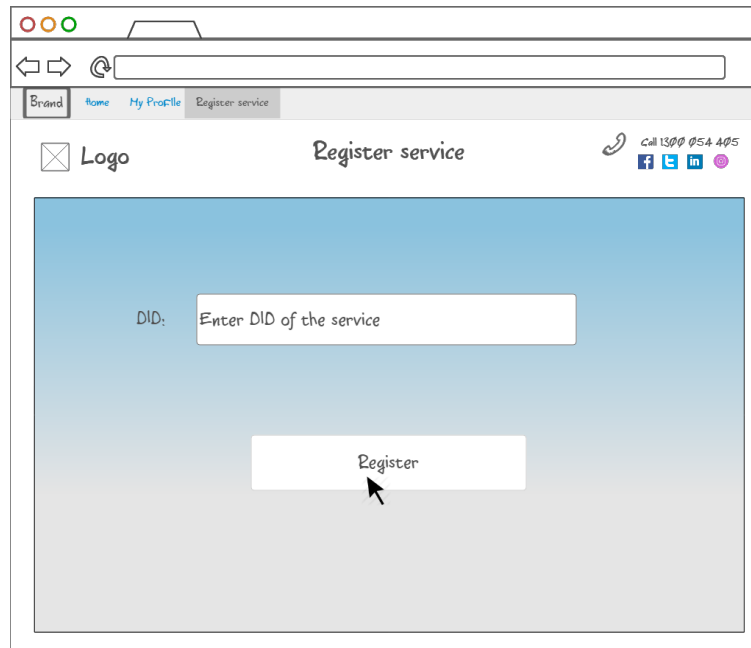 Brand Home My Profile Register service
Logo
Register service
Call 1300 054 405
DID:
Enter DID of the service
Register